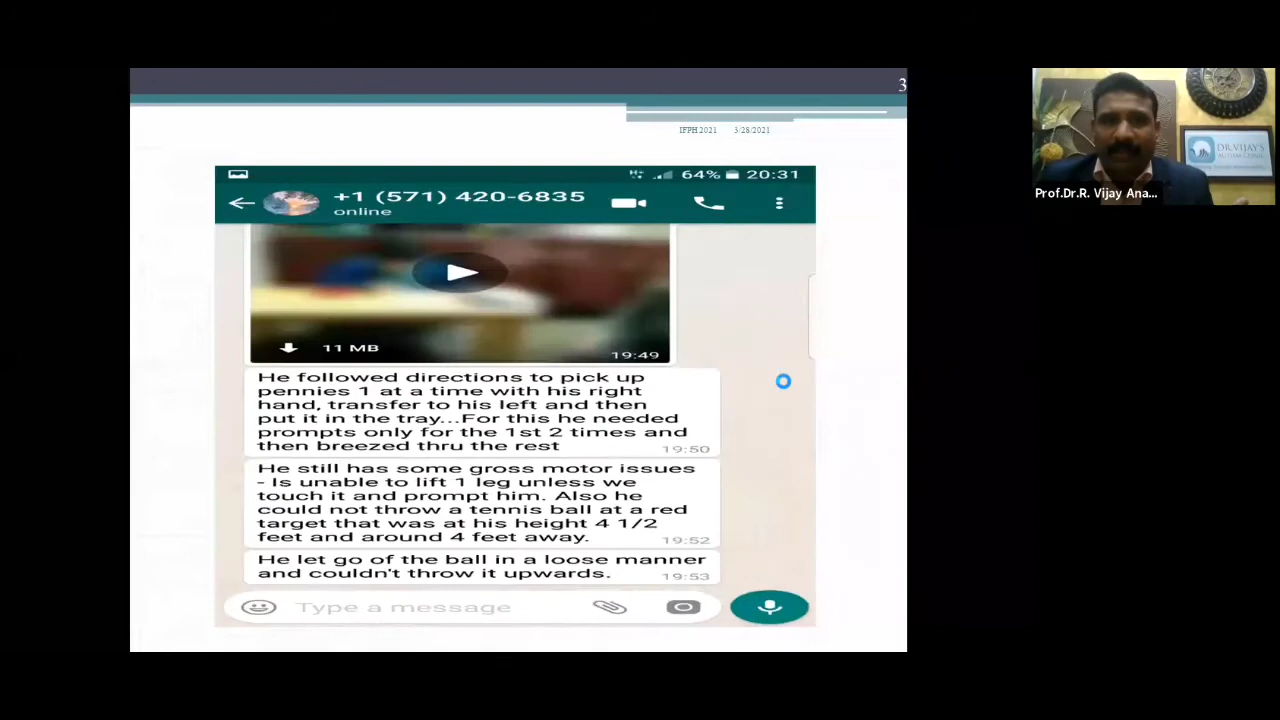 3
IFPH 2021 3/28/2021
64% 20:31
+1 (571) 420-6835
online
11 MB
19:49
He followed directions to pick up
pennies 1 at a time with his right
hand, transfer to his left and then
put it in the tray...For this he needed
prompts only for the 1st 2 times and
then breezed thru the rest 19:50
He still has some gross motor issues
- Is unable to lift 1 leg unless we
touch it and prompt him. Also he
could not throw a tennis ball at a red
target that was at his height 4 1/2
feet and around 4 feet away. 19:52
He let go of the ball in a loose manner
and couldn't throw it upwards. 19:53
Type a message
DR.VIJAY'S
AUTISM CLINIC
Prof.Dr.R. Vijay Ana...